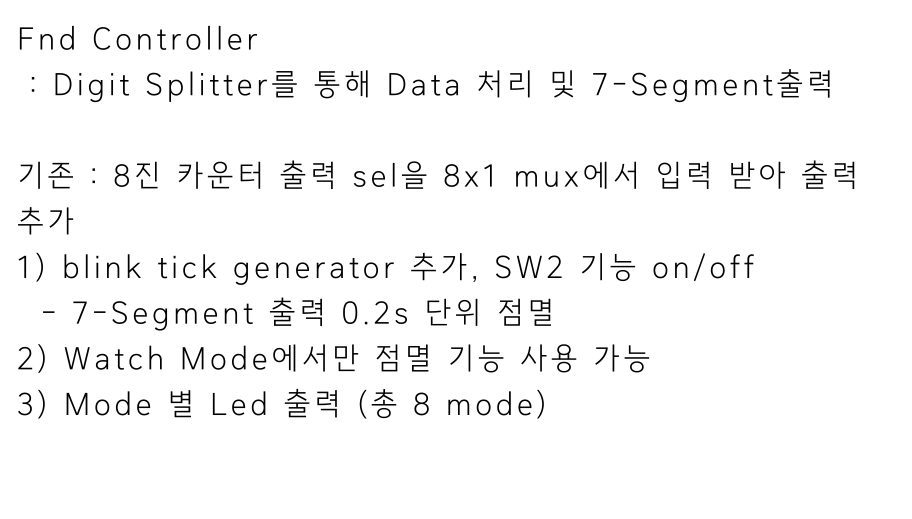 Fnd Controller
: Digit Splitter를 통해 Data 처리 및 7-Segment출력
기존 : 8진 카운터 출력 sel을 8x1 mux에서 입력 받아 출력
추가
1) blink tick generator 추가, SW2 기능 on/off
- 7-Segment 출력 0.2s 단위 점멸
2) Watch Mode에서만 점멸 기능 사용 가능
3) Mode 별 Led 출력 (총 8 mode)